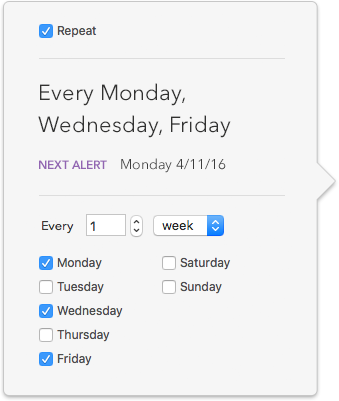 Repeat
Every Monday,
Wednesday, Friday
NEXT ALERT Monday 4/11/16
Every 1 week
Monday Saturday
Tuesday Sunday
Wednesday
Thursday
Friday